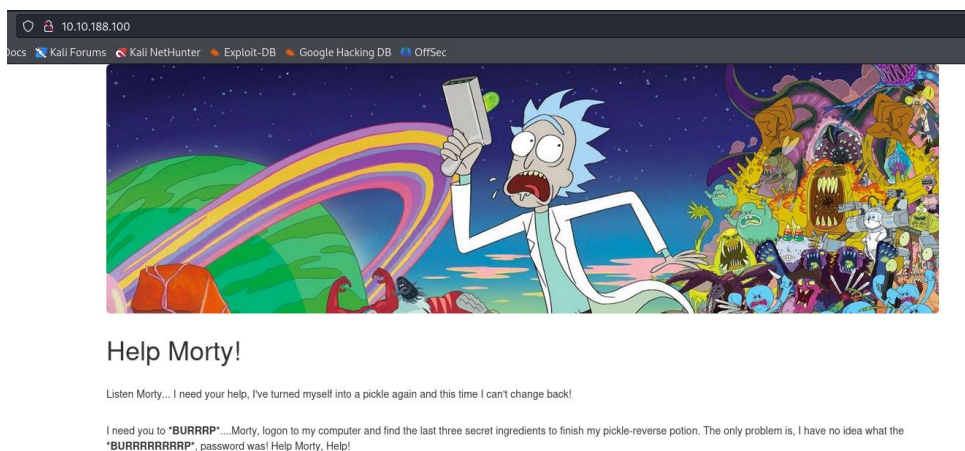 10.10.188.100
Docs Kali Forums Kali NetHunter Exploit-DB Google Hacking DB OffSec
Help Morty!
Listen Morty... I need your help, I've turned myself into a pickle again and this time I can't change back!
I need you to *BURRRP*....Morty, logon to my computer and find the last three secret ingredients to finish my pickle-reverse potion. The only problem is, I have no idea what the
*BURRRRRRRRP*, password was! Help Morty, Help!